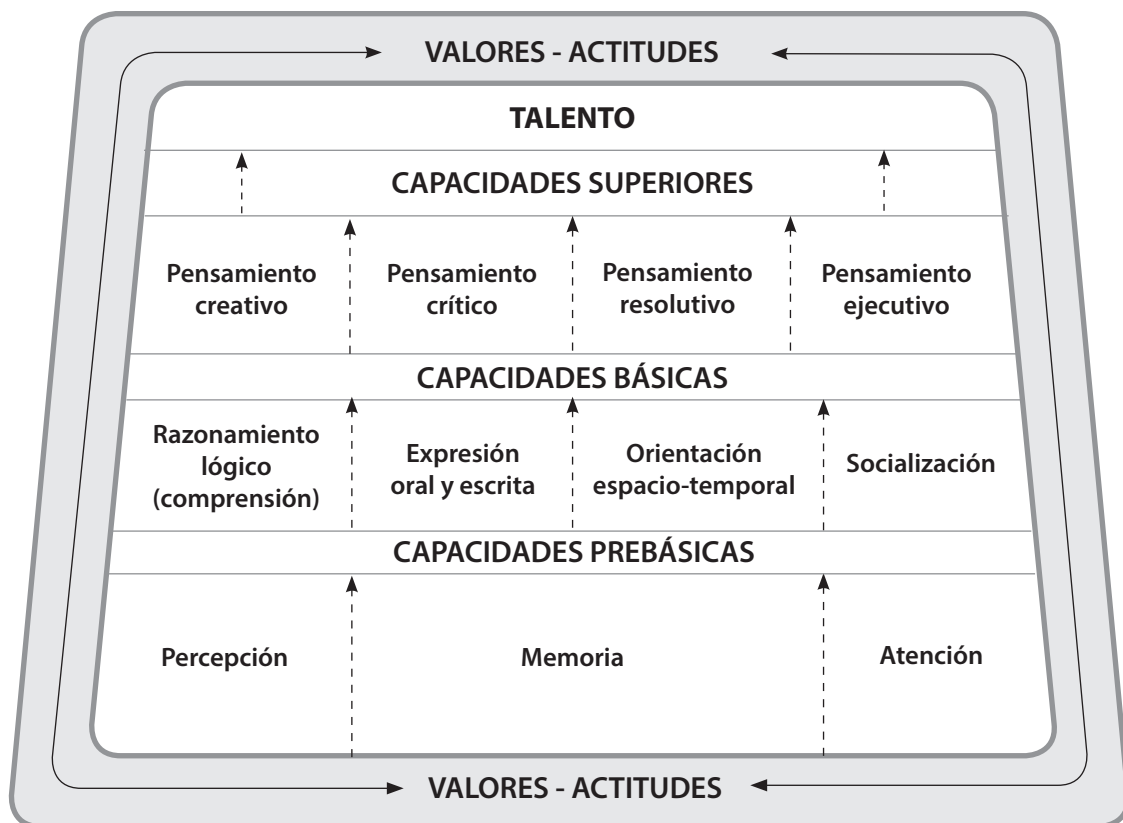 VALORES - ACTITUDES
TALENTO
CAPACIDADES SUPERIORES
Pensamiento
creativo
Pensamiento
crítico
Pensamiento
resolutivo
Pensamiento
ejecutivo
CAPACIDADES BÁSICAS
Razonamiento
lógico
(comprensión)
Expresión
oral y escrita
Orientación
espacio-temporal
Socialización
CAPACIDADES PREBÁSICAS
Percepción
Memoria
Atención
VALORES - ACTITUDES